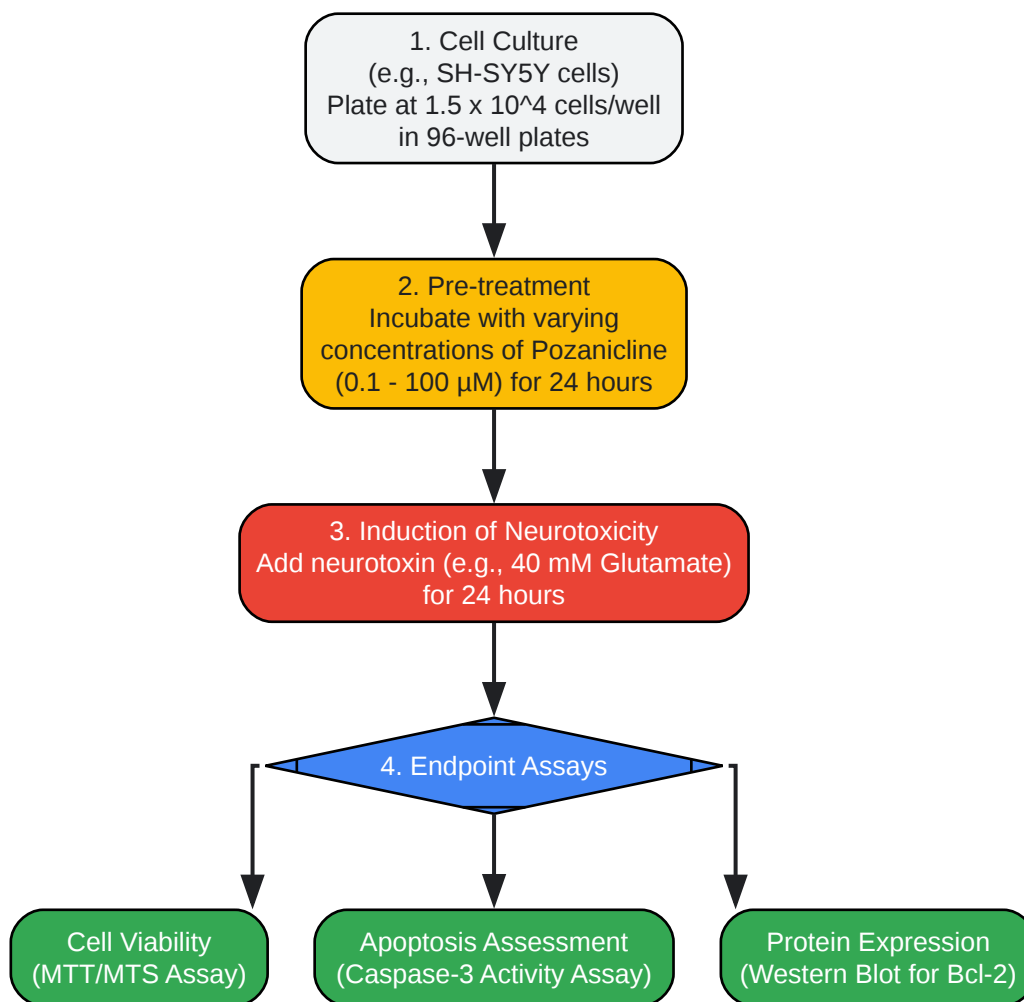 1. Cell Culture
(e.g., SH-SY5Y cells)
Plate at 1.5 x 10^4 cells/well
in 96-well plates
2. Pre-treatment
Incubate with varying
concentrations of Pozanicline
(0.1 - 100 µM) for 24 hours
3. Induction of Neurotoxicity
Add neurotoxin (e.g., 40 mM Glutamate)
for 24 hours
4. Endpoint Assays
Cell Viability
(MTT/MTS Assay)
Apoptosis Assessment
(Caspase-3 Activity Assay)
Protein Expression
(Western Blot for Bcl-2)